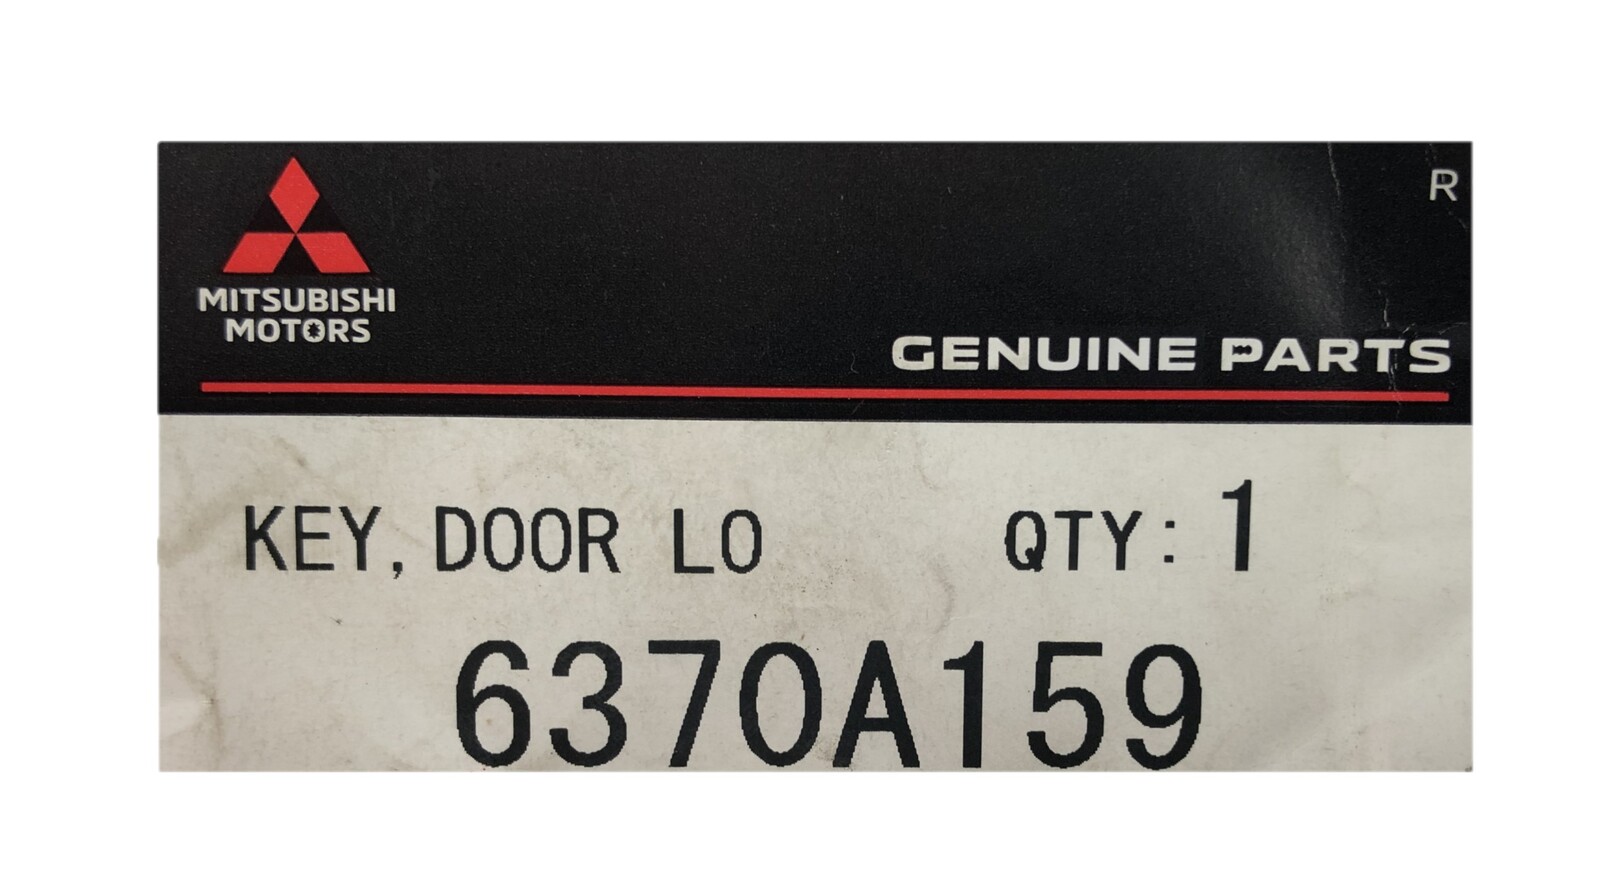 R
MITSUBISHI
MOTORS
GENUINE PARTS
KEY, DOOR LO QTY: 1
6370A159